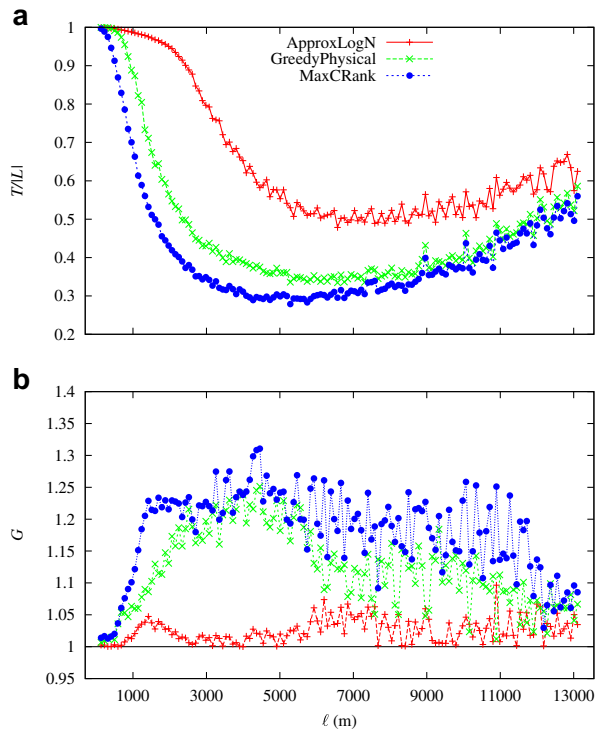 a
1
0.9
0.8
0.7
0.6
0.5
0.4
0.3
0.2
T/|L|
ApproxLogN
GreedyPhysical
MaxCRank
b
1.4
1.35
1.3
1.25
1.2
1.15
1.1
1.05
1
0.95
G
1000 3000 5000 7000 9000 11000 13000
ℓ (m)